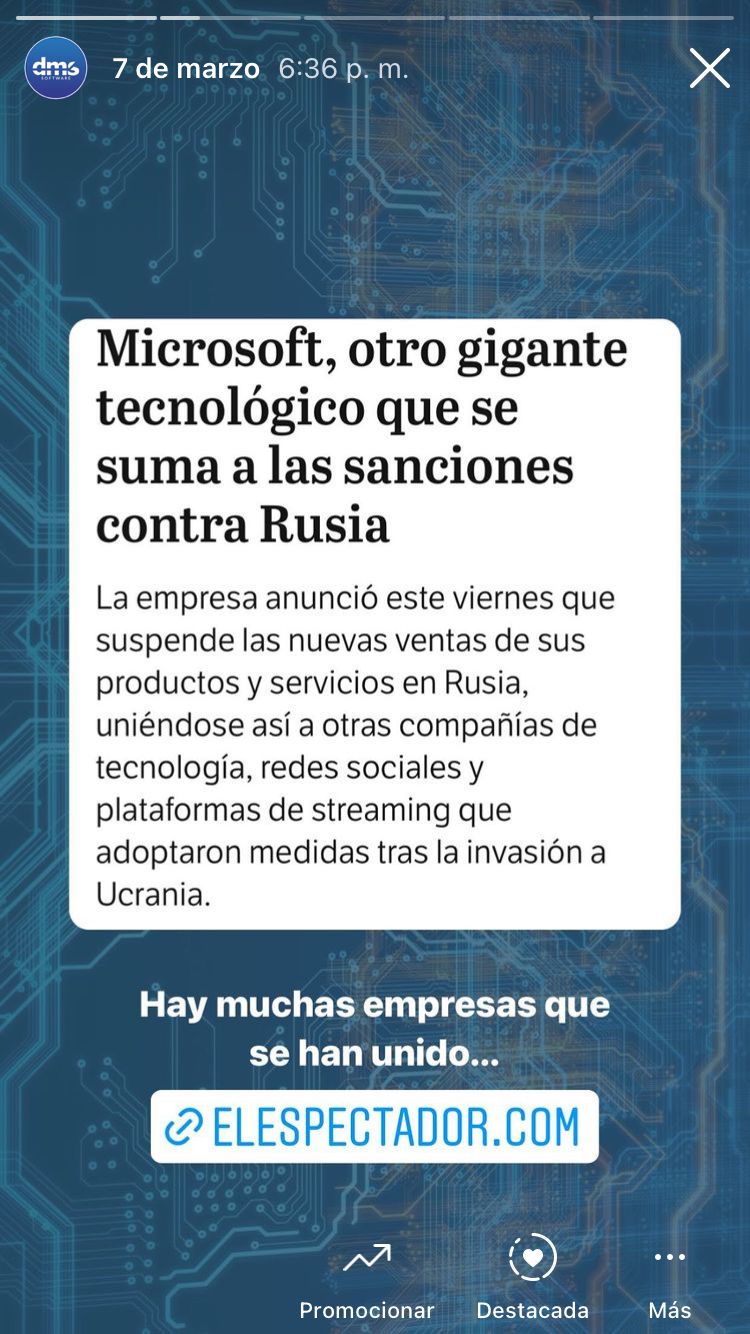 dms
SOFTWARE
7 de marzo 6:36 p. m.
Microsoft, otro gigante
tecnológico que se
suma a las sanciones
contra Rusia
La empresa anunció este viernes que
suspende las nuevas ventas de sus
productos y servicios en Rusia,
uniéndose así a otras compañías de
tecnología, redes sociales y
plataformas de streaming que
adoptaron medidas tras la invasión a
Ucrania.
Hay muchas empresas que
se han unido...
ELESPECTADOR.COM
Promocionar Destacada Más